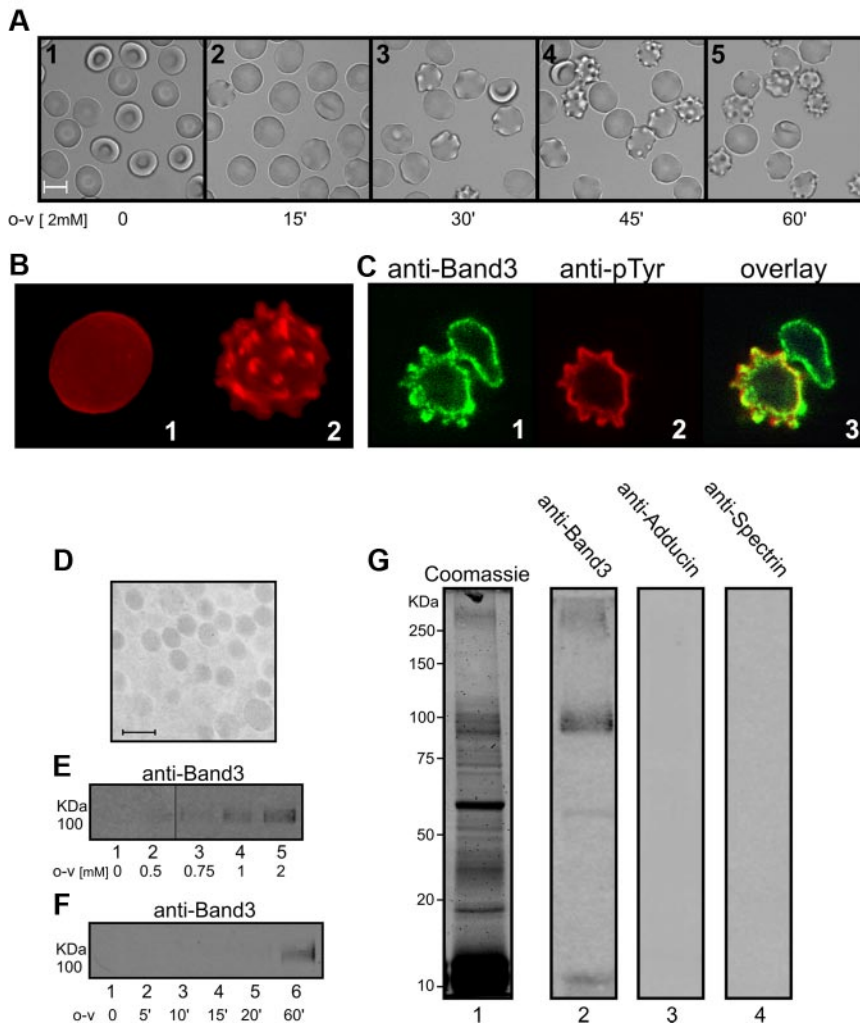 A
1 2 3 4 5
o-v [ 2mM] 0 15' 30' 45' 60'
B
1 2
C
anti-Band3 anti-pTyr overlay
1 2 3
D
E
anti-Band3
KDa
100
1 2 3 4 5
o-v [mM] 0 0.5 0.75 1 2
F
anti-Band3
KDa
100
1 2 3 4 5 6
o-v 0 5' 10' 15' 20' 60'
G
Coomassie
anti-Band3
anti-Adducin
anti-Spectrin
KDa
250
150
100
75
50
20
10
1 2 3 4